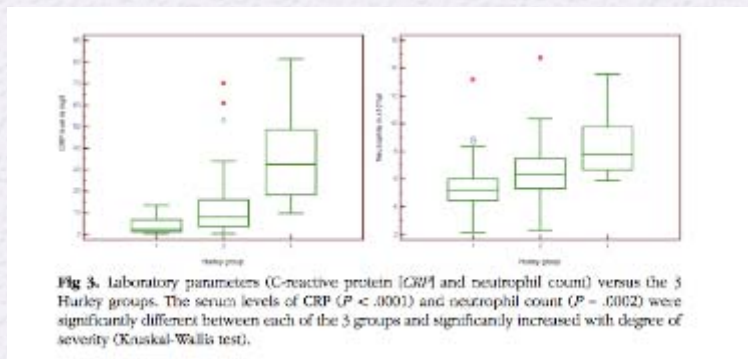 Hurley group
Hurley group
Fig 3. Laboratory parameters (C-reactive protein [CRP] and neutrophil count) versus the 3
Hurley groups. The serum levels of CRP (P < .0001) and neutrophil count (P = .0002) were
significantly different between each of the 3 groups and significantly increased with degree of
severity (Kruskal-Wallis test).